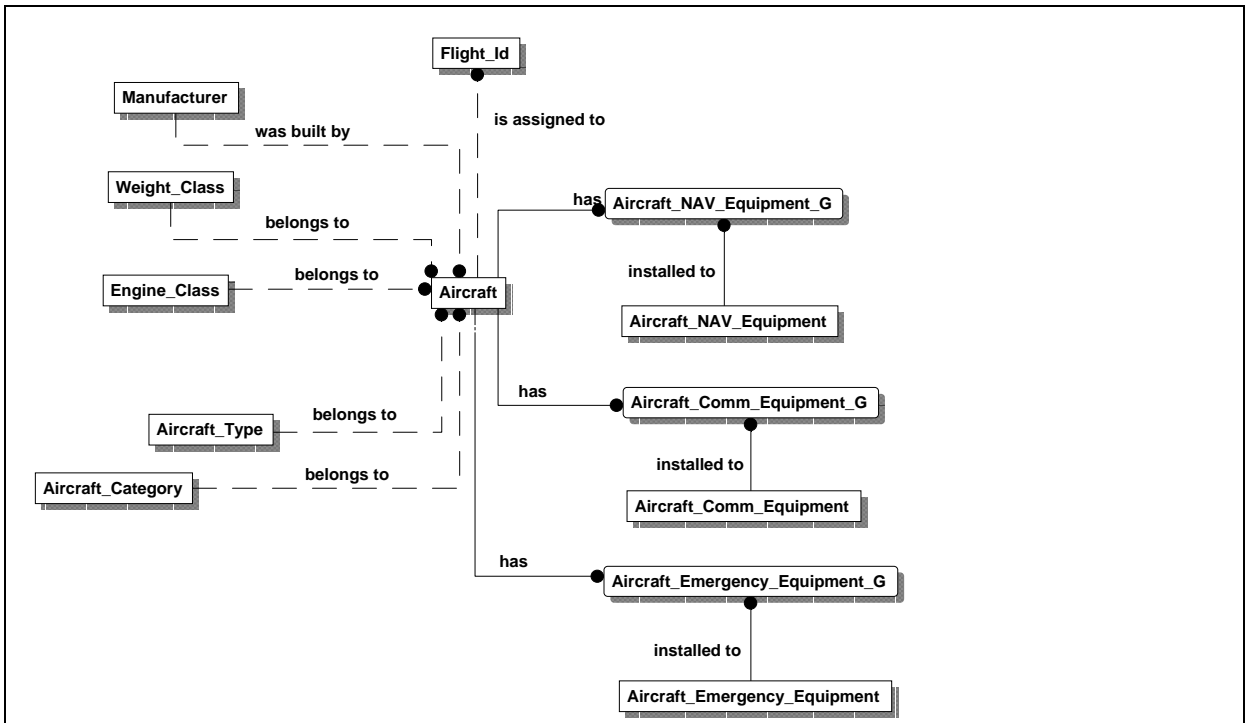 Flight_Id
Manufacturer
was built by
is assigned to
Weight_Class
has
Aircraft_NAV_Equipment_G
belongs to
installed to
Engine_Class
belongs to
Aircraft
Aircraft_NAV_Equipment
has
Aircraft_Comm_Equipment_G
Aircraft_Type
belongs to
installed to
Aircraft_Category
belongs to
Aircraft_Comm_Equipment
has
Aircraft_Emergency_Equipment_G
installed to
Aircraft_Emergency_Equipment